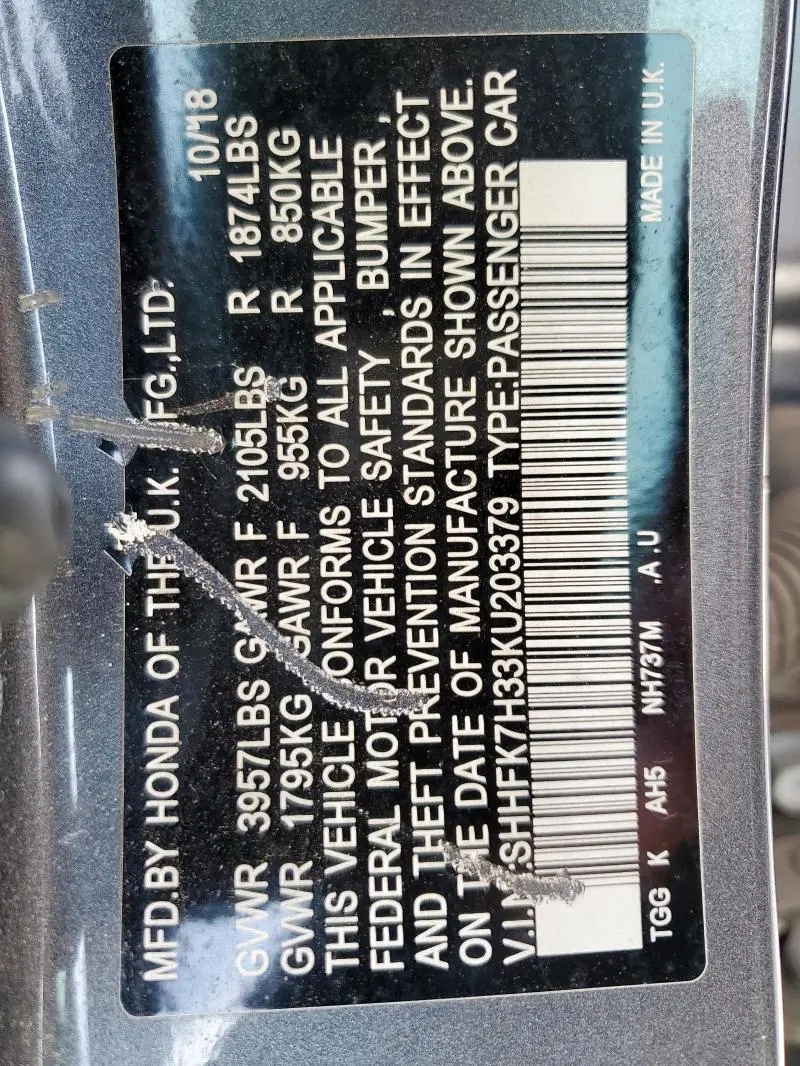 MFD.BY HONDA OF THE U.K. MFG.,LTD. 10/18
GVWR 3957LBS GAWR F 2105LBS R 1874LBS
GVWR 1795KG GAWR F 955KG R 850KG
THIS VEHICLE CONFORMS TO ALL APPLICABLE
FEDERAL MOTOR VEHICLE SAFETY , BUMPER ,
AND THEFT PREVENTION STANDARDS IN EFFECT
ON THE DATE OF MANUFACTURE SHOWN ABOVE.
V.I.N.:SHHFK7H33KU203379 TYPE:PASSENGER CAR
TGG K AH5 NH737M .A .U MADE IN U.K.